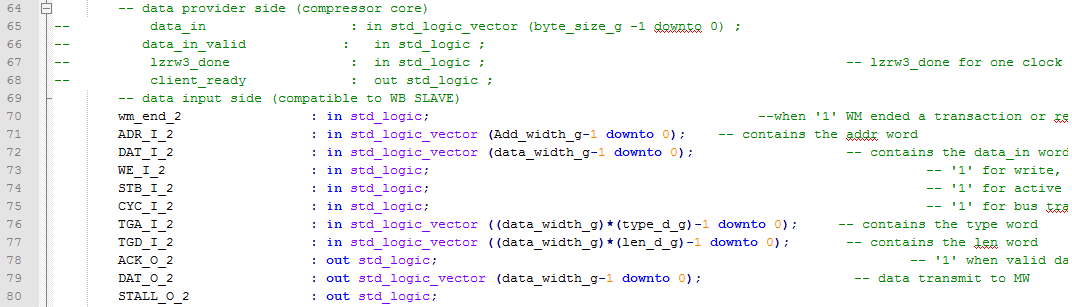 64 -- data provider side (compressor core)
65 -- data_in : in std_logic_vector (byte_size_g -1 downto 0) ;
66 -- data_in_valid : in std_logic ;
67 -- lzrw3_done : in std_logic ; -- lzrw3_done for one clock
68 -- client_ready : out std_logic ;
69 -- data input side (compatible to WB SLAVE)
70 wm_end_2 : in std_logic; --when '1' WM ended a transaction or re
71 ADR_I_2 : in std_logic_vector (Add_width_g-1 downto 0); -- contains the addr word
72 DAT_I_2 : in std_logic_vector (data_width_g-1 downto 0); -- contains the data_in word
73 WE_I_2 : in std_logic; -- '1' for write,
74 STB_I_2 : in std_logic; -- '1' for active
75 CYC_I_2 : in std_logic; -- '1' for bus tra
76 TGA_I_2 : in std_logic_vector ((data_width_g)*(type_d_g)-1 downto 0); -- contains the type word
77 TGD_I_2 : in std_logic_vector ((data_width_g)*(len_d_g)-1 downto 0); -- contains the len word
78 ACK_O_2 : out std_logic; -- '1' when valid da
79 DAT_O_2 : out std_logic_vector (data_width_g-1 downto 0); -- data transmit to MW
80 STALL_O_2 : out std_logic;